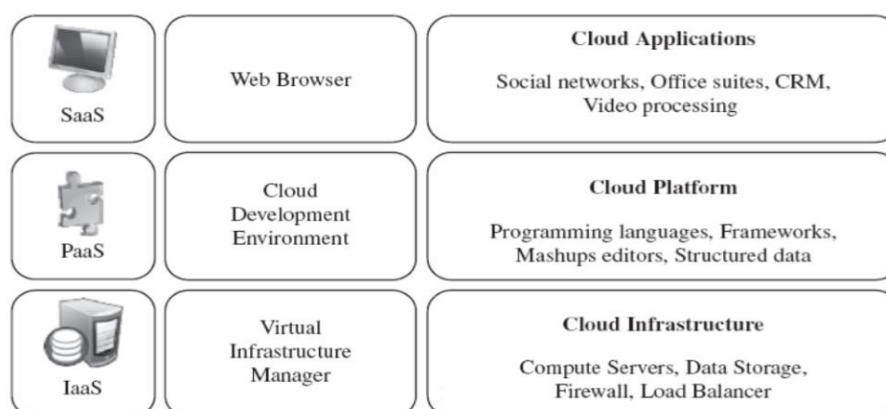 SaaS
Web Browser
Cloud Applications
Social networks, Office suites, CRM,
Video processing
PaaS
Cloud
Development
Environment
Cloud Platform
Programming languages, Frameworks,
Mashups editors, Structured data
IaaS
Virtual
Infrastructure
Manager
Cloud Infrastructure
Compute Servers, Data Storage,
Firewall, Load Balancer